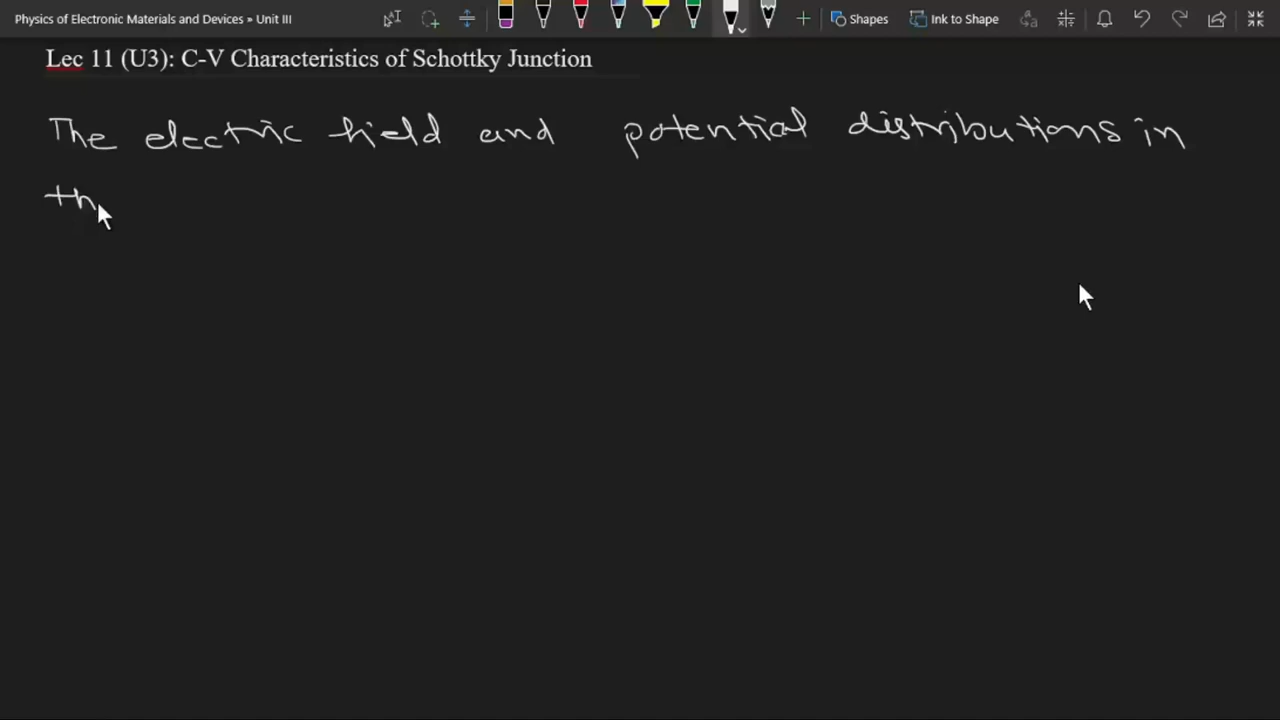 Physics of Electronic Materials and Devices » Unit III
Shapes
Ink to Shape
Lec 11 (U3): C-V Characteristics of Schottky Junction
The electric field and potential distributions in
th